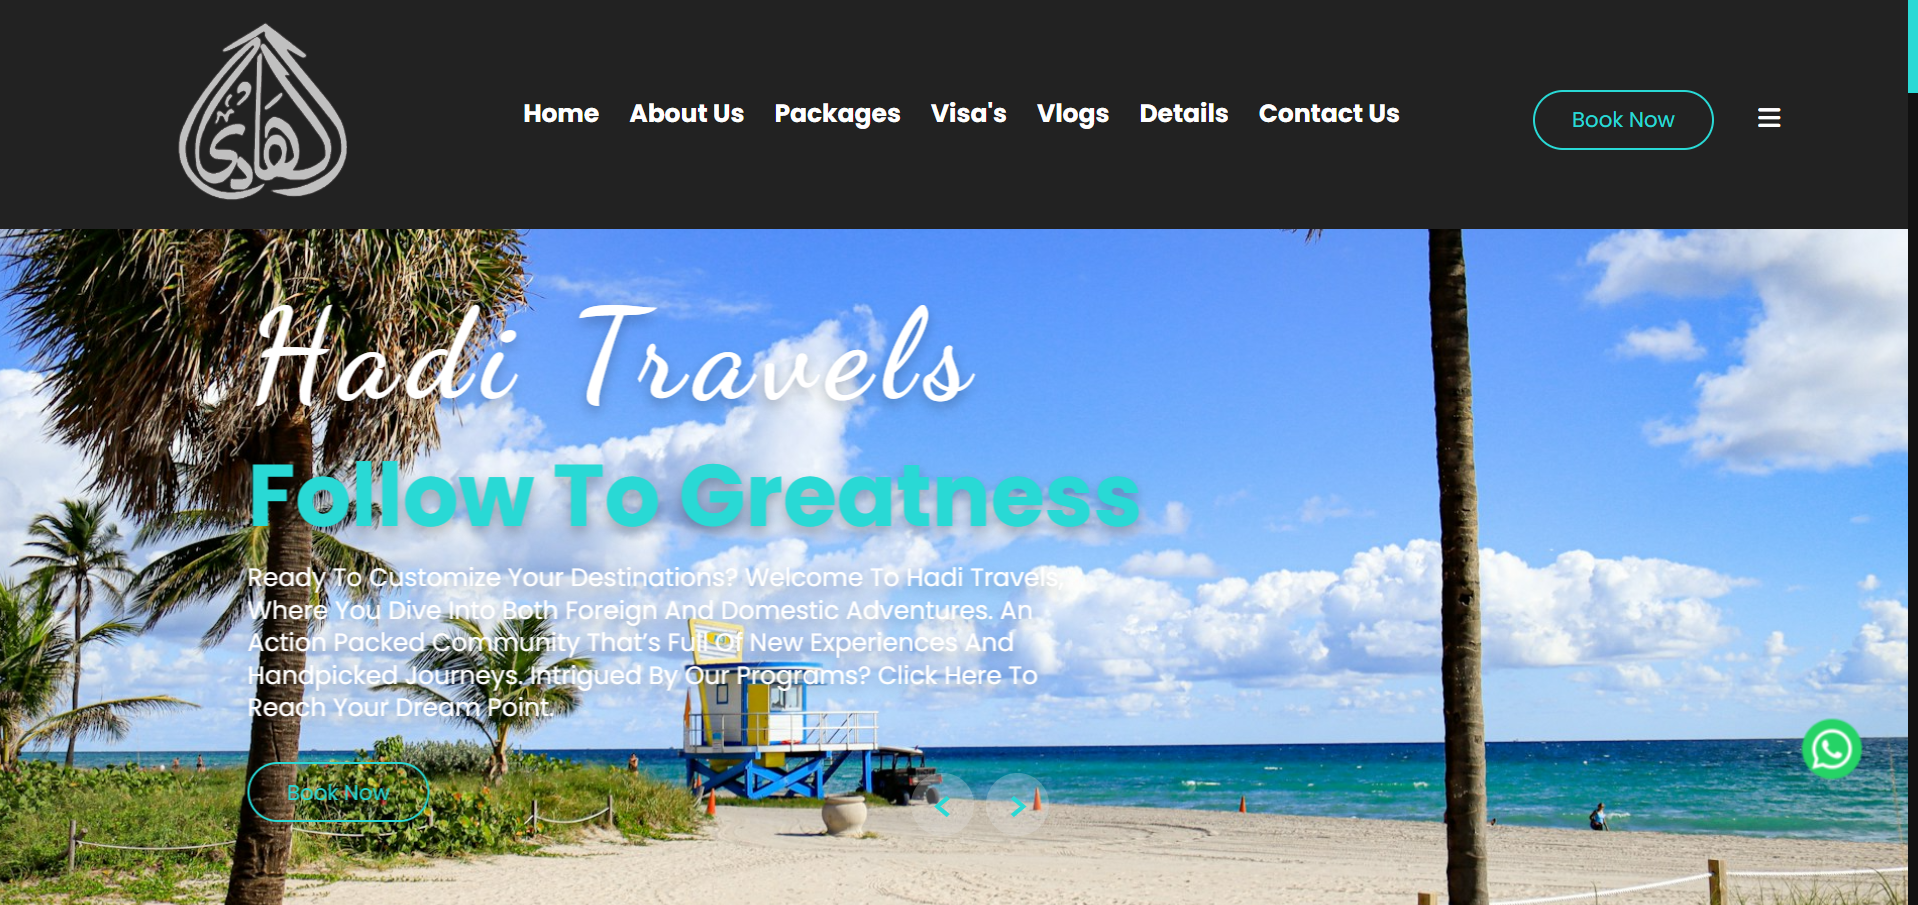 الهادی
Home About Us Packages Visa's Vlogs Details Contact Us
Book Now
Hadi Travels
Follow To Greatness
Ready To Customize Your Destinations? Welcome To Hadi Travels,
Where You Dive Into Both Foreign And Domestic Adventures. An
Action Packed Community That’s Full Of New Experiences And
Handpicked Journeys. Intrigued By Our Programs? Click Here To
Reach Your Dream Point.
Book Now